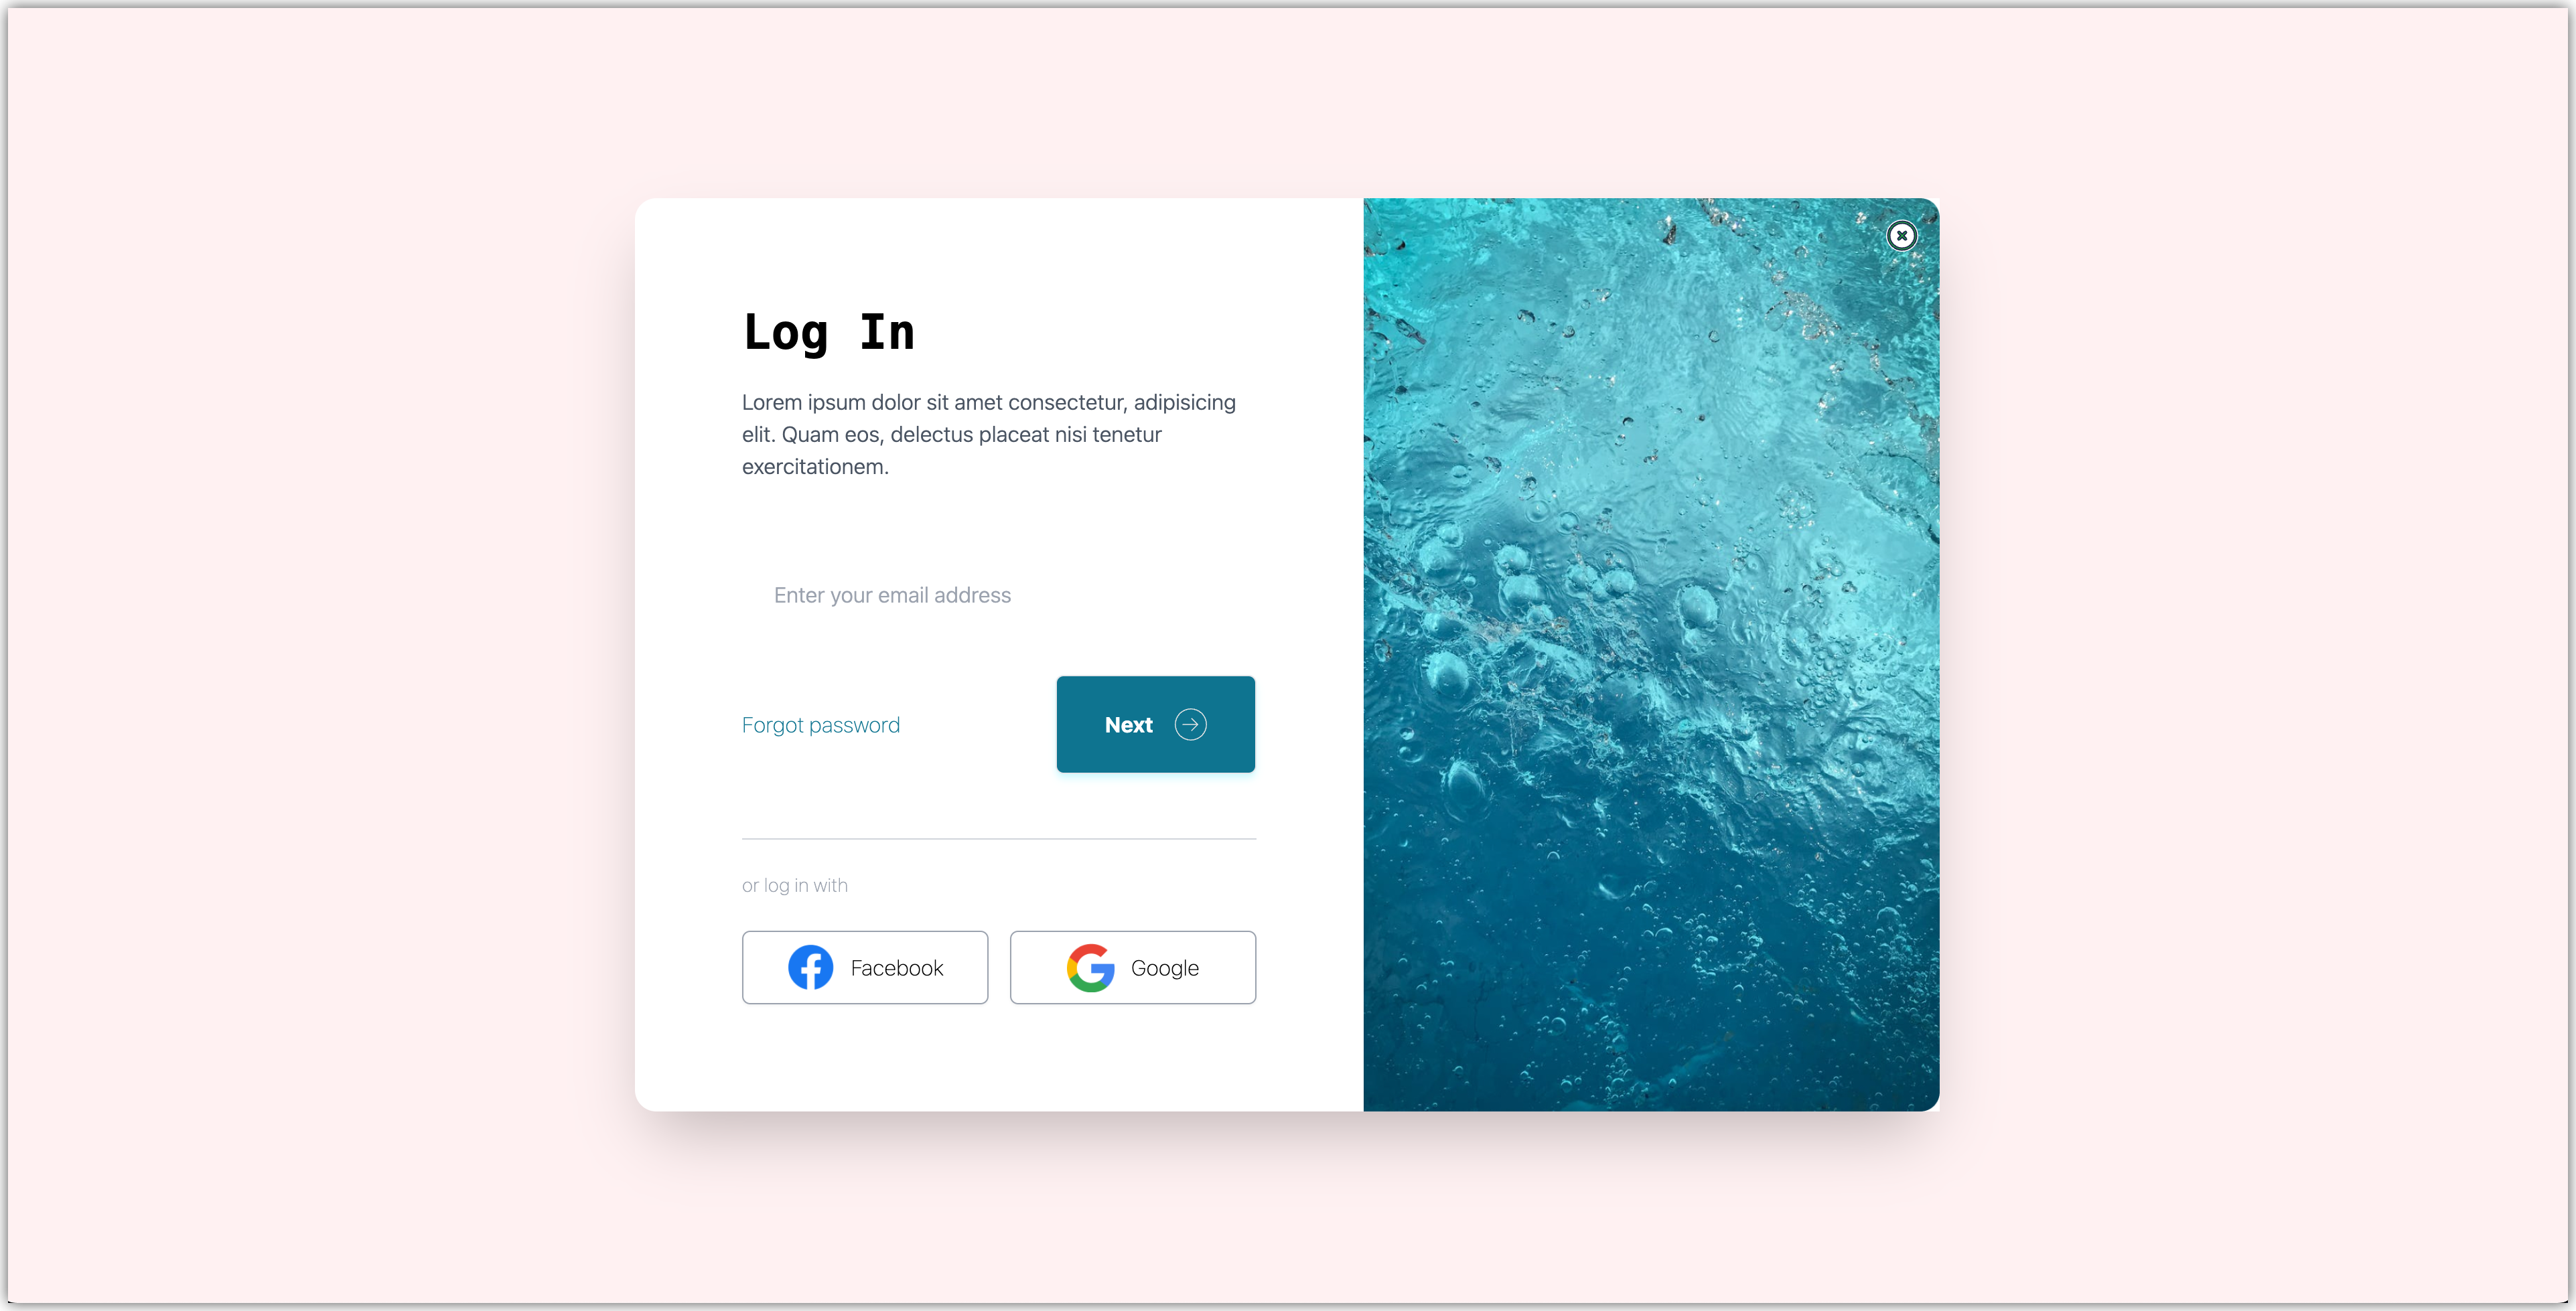 Log In
Lorem ipsum dolor sit amet consectetur, adipisicing
elit. Quam eos, delectus placeat nisi tenetur
exercitationem.
Enter your email address
Forgot password
Next
or log in with
Facebook
Google